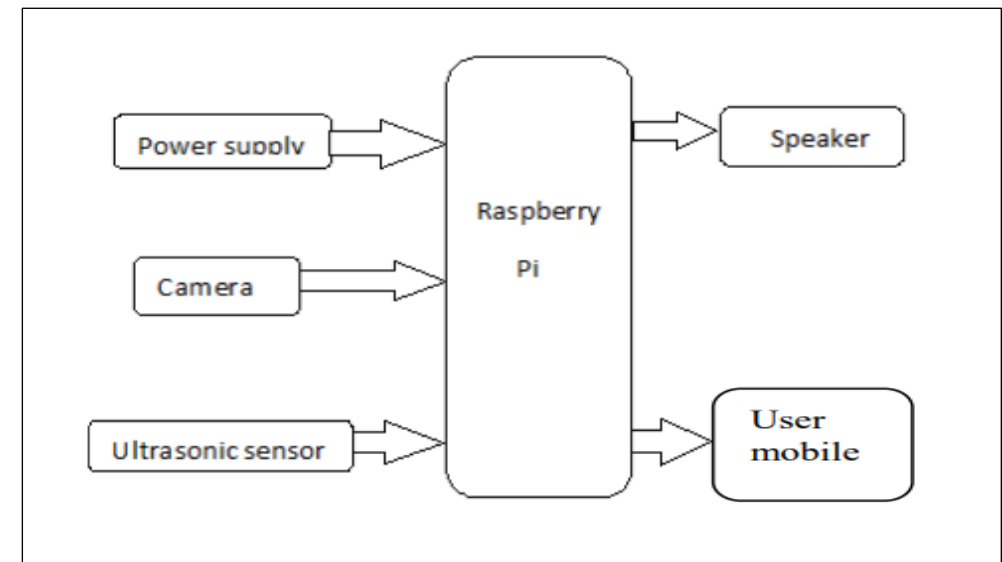 Power supply
Speaker
Raspberry
Pi
Camera
User
mobile
Ultrasonic sensor